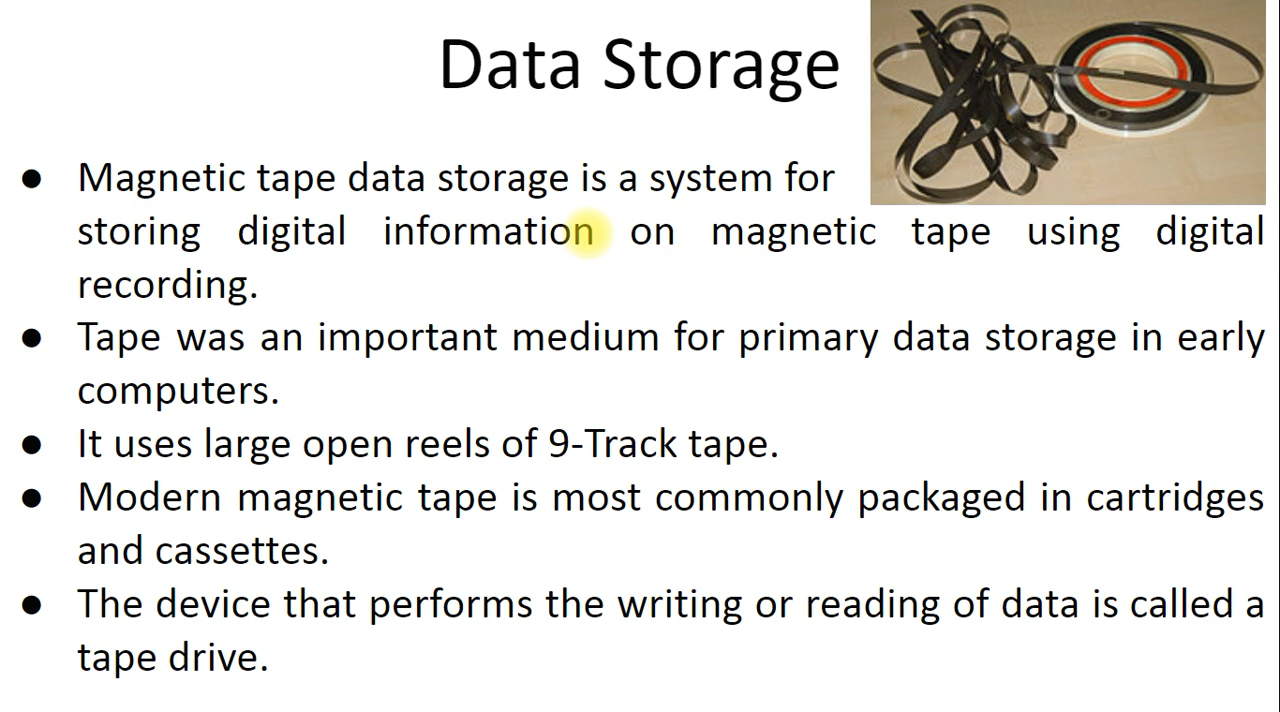 Data Storage
● Magnetic tape data storage is a system for
storing digital information on magnetic tape using digital
recording.
● Tape was an important medium for primary data storage in early
computers.
● It uses large open reels of 9-Track tape.
● Modern magnetic tape is most commonly packaged in cartridges
and cassettes.
● The device that performs the writing or reading of data is called a
tape drive.